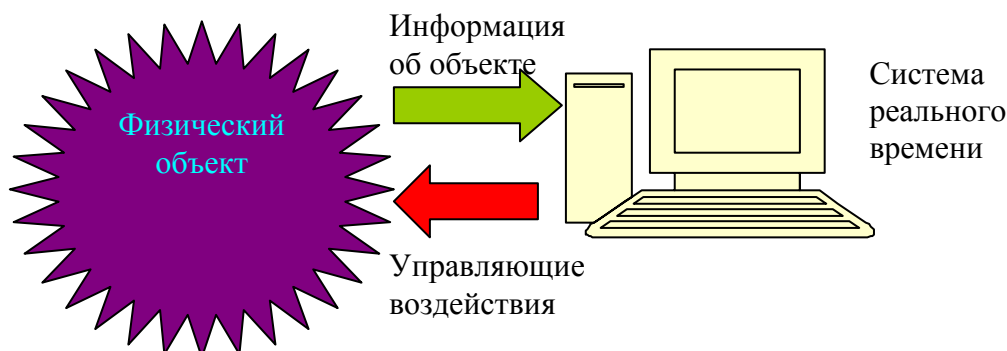 Информация
об объекте
Физический
объект
Система
реального
времени
Управляющие
воздействия